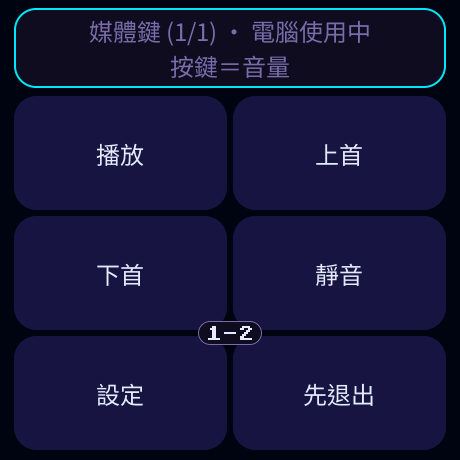 媒體鍵 (1/1) ・ 電腦使用中
按鍵＝音量
播放
上首
下首
靜音
1-2
設定
先退出